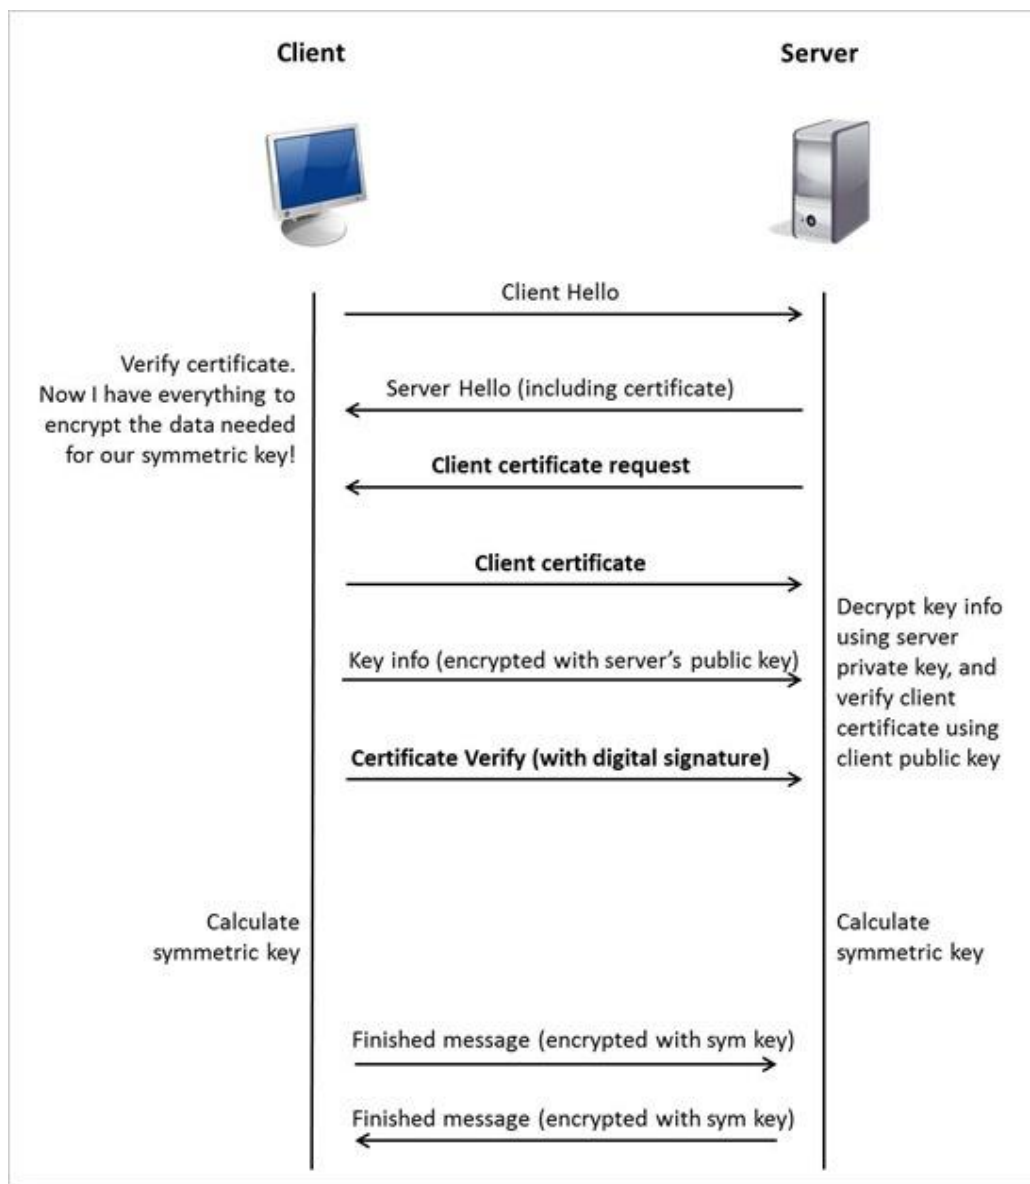 Client
Server
Client Hello
Verify certificate.
Now I have everything to
encrypt the data needed
for our symmetric key!
Server Hello (including certificate)
Client certificate request
Client certificate
Key info (encrypted with server's public key)
Decrypt key info
using server
private key, and
verify client
certificate using
client public key
Certificate Verify (with digital signature)
Calculate
symmetric key
Calculate
symmetric key
Finished message (encrypted with sym key)
Finished message (encrypted with sym key)